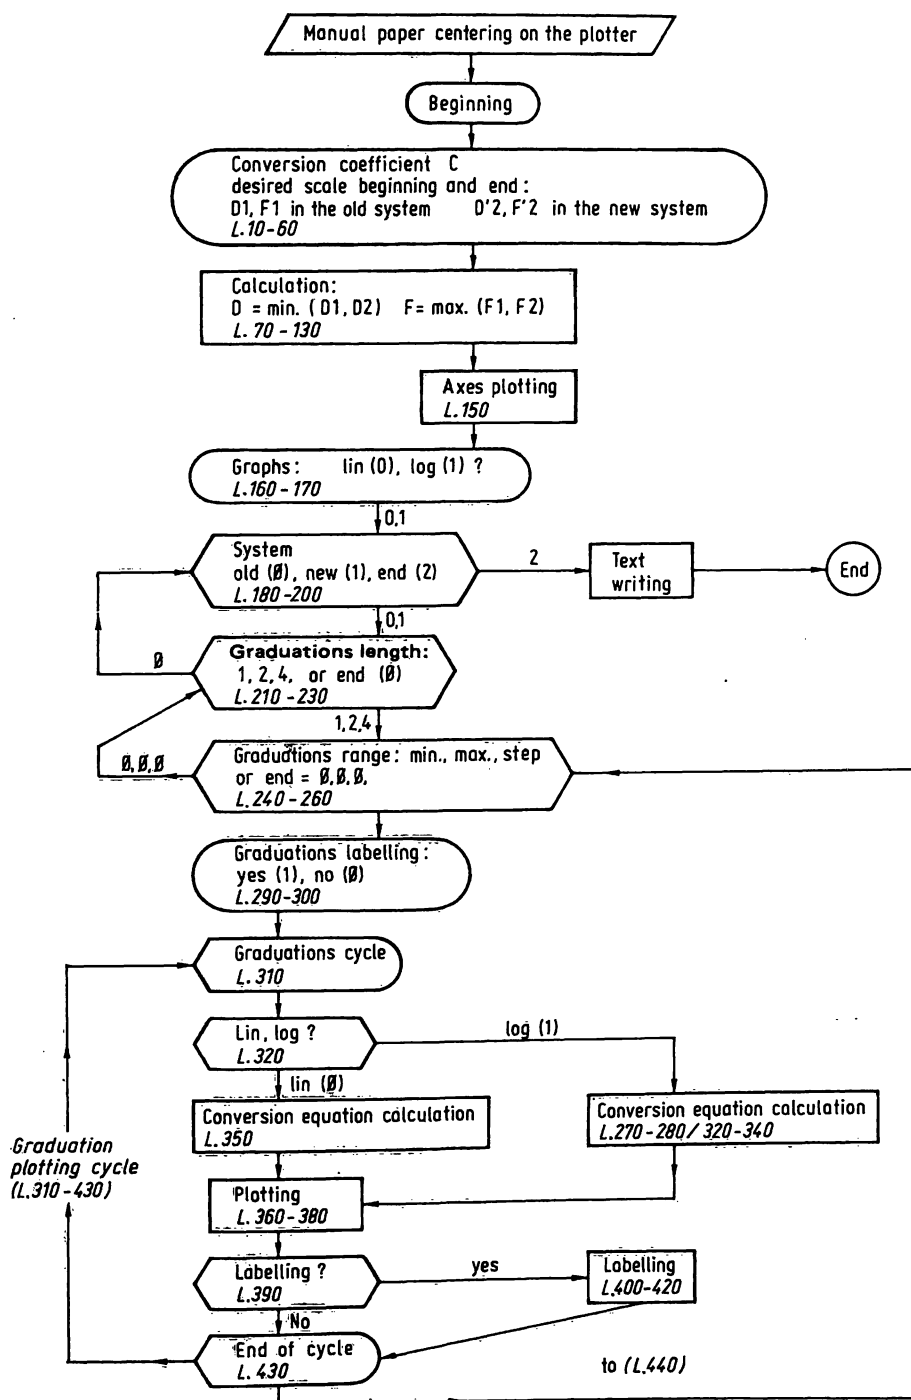 Manual paper centering on the plotter
Beginning
Conversion coefficient C
desired scale beginning and end:
D1, F1 in the old system D'2, F'2 in the new system
L.10-60
Calculation:
D = min. (D1, D2) F = max. (F1, F2)
L. 70 - 130
Axes plotting
L.150
Graphs: lin (0), log (1) ?
L.160 - 170
0,1
System
old (Ø), new (1), end (2)
L. 180 - 200
2
Text
writing
End
0,1
Graduations length:
1, 2, 4, or end (Ø)
L. 210 - 230
Ø
1,2,4
Graduations range: min., max., step
or end = Ø,Ø,Ø,
L. 240 - 260
Ø,Ø,Ø
Graduations labelling:
yes (1), no (Ø)
L.290-300
Graduations cycle
L. 310
Lin, log ?
L.320
log (1)
lin (Ø)
Conversion equation calculation
L.350
Conversion equation calculation
L.270-280/ 320-340
Graduation
plotting cycle
(L.310-430)
Plotting
L. 360 - 380
Labelling ?
L.390
yes
Labelling
L.400-420
No
End of cycle
L. 430
to (L.440)